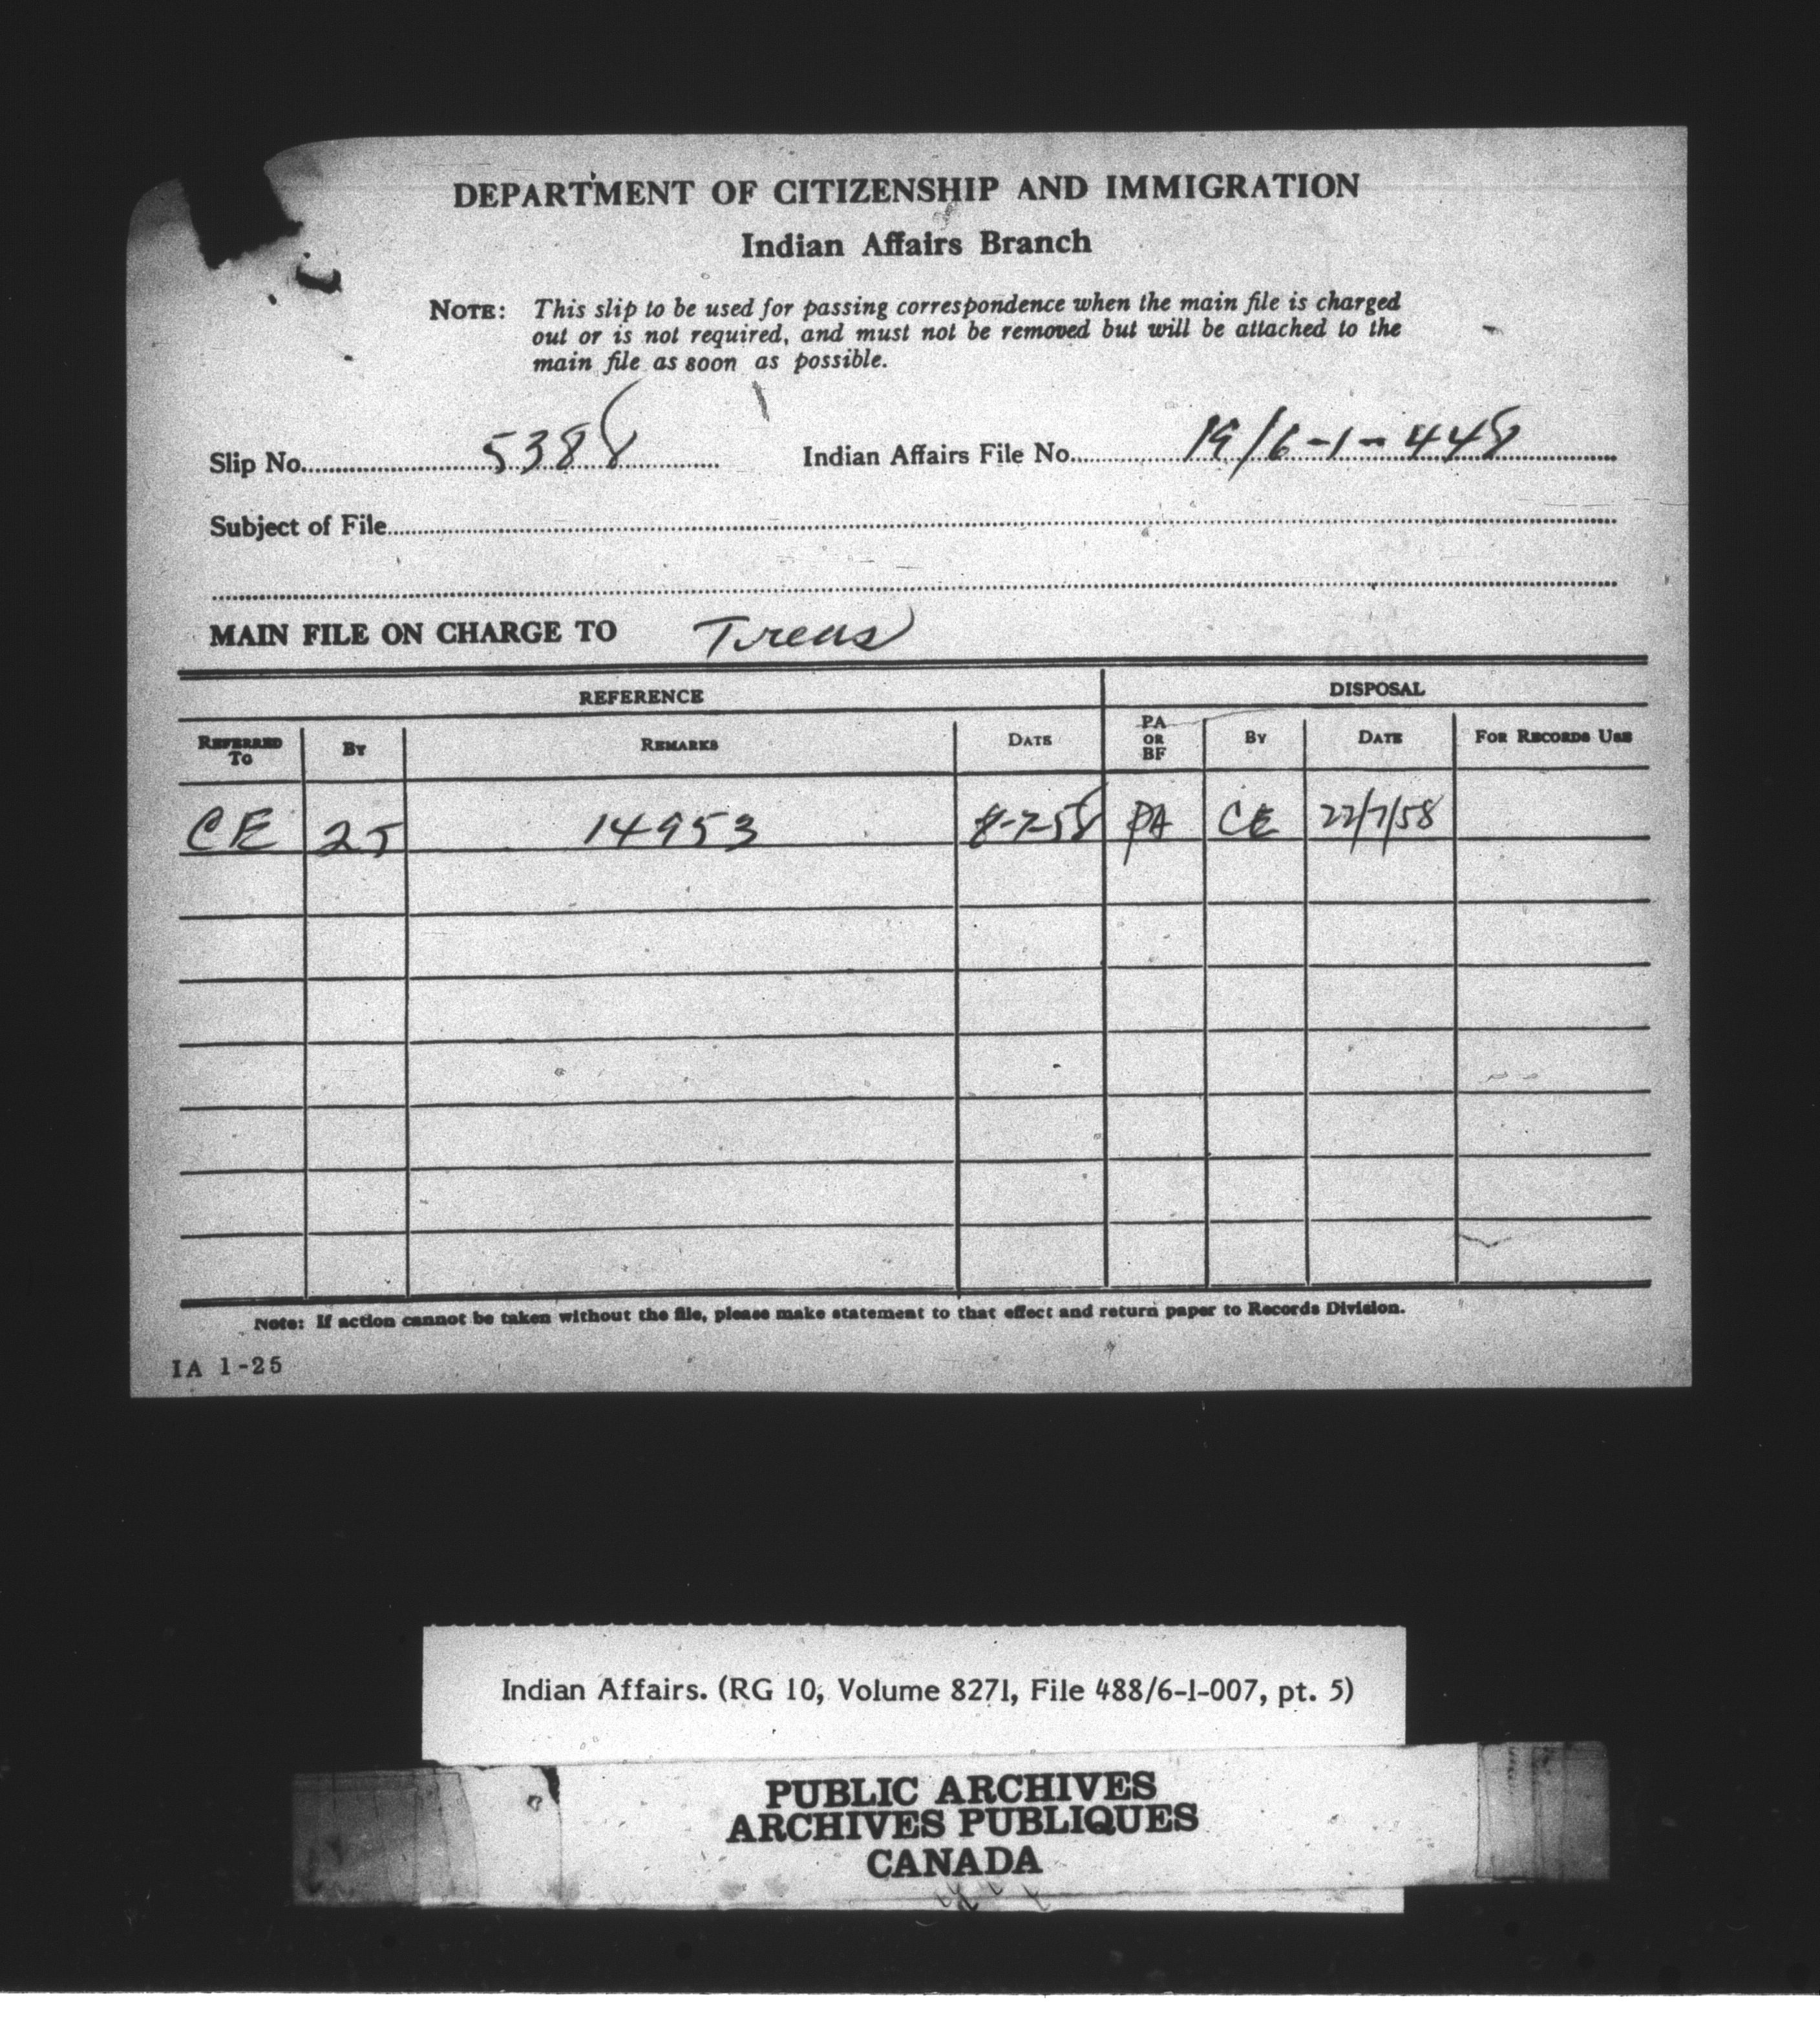 DEPARTMENT OF CITIZENSHIP AND IMMIGRATION
Indian Affairs Branch
NOTE: This slip to be used for passing correspondence when the main file is charged
out or is not required, and must not be removed but will be attached to the
main file as soon as possible.
Slip No. 5388 Indian Affairs File No. 19/6-1-448
Subject of File
MAIN FILE ON CHARGE TO
REFERENCE DISPOSAL
REFERRED TO BY REMARKS DATE PA OR BF BY DATE FOR RECORDS USE
CE 25 14953 8-7-58 PA CE 22/7/58
Note: If action cannot be taken without the file, please make statement to that effect and return paper to Records Division.
IA 1-25
Indian Affairs. (RG 10, Volume 8271, File 488/6-1-007, pt. 5)
PUBLIC ARCHIVES
ARCHIVES PUBLIQUES
CANADA